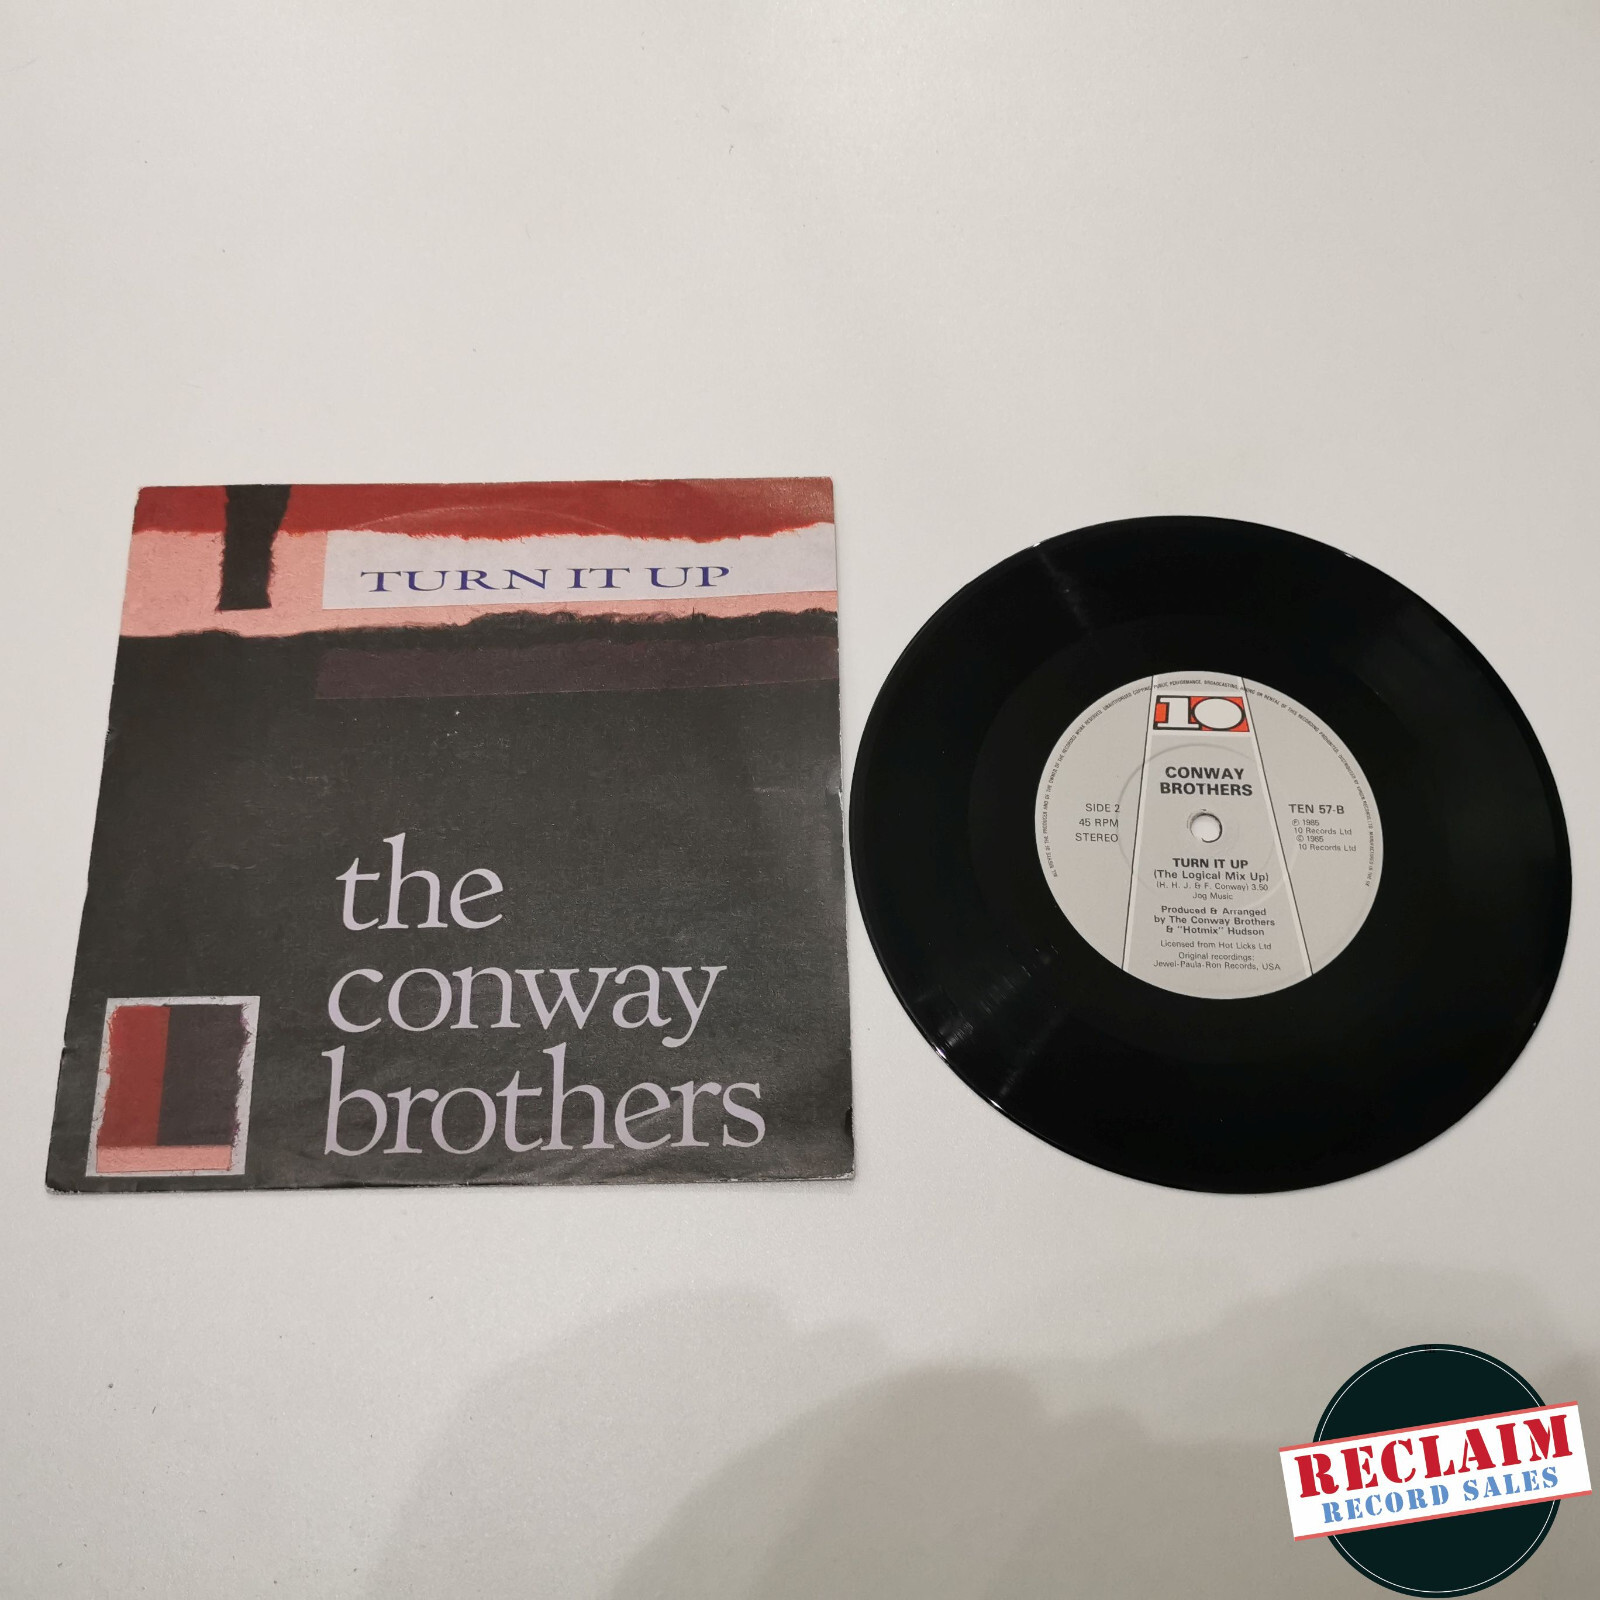 TURN IT UP
the
conway
brothers
10
CONWAY
BROTHERS
SIDE 2
45 RPM
STEREO
TEN 57-B
℗ 1985
10 Records Ltd
© 1985
10 Records Ltd
TURN IT UP
(The Logical Mix Up)
(H. H. J. & F. Conway) 3.50
Jag Music
Produced & Arranged
by The Conway Brothers
& "Hotmix" Hudson
Licensed from Hot Licks Ltd
Original recordings:
Jewel-Paula-Ron Records, USA
RECLAIM
RECORD SALES